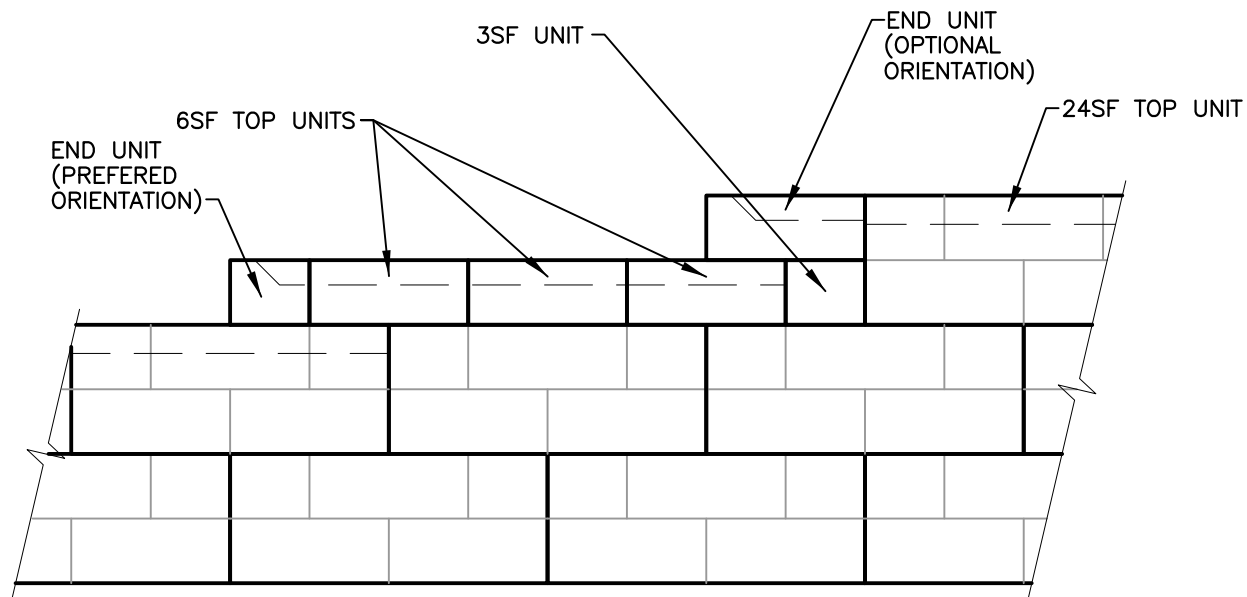 END UNIT
(OPTIONAL
ORIENTATION)
3SF UNIT
24SF TOP UNIT
6SF TOP UNITS
END UNIT
(PREFERED
ORIENTATION)